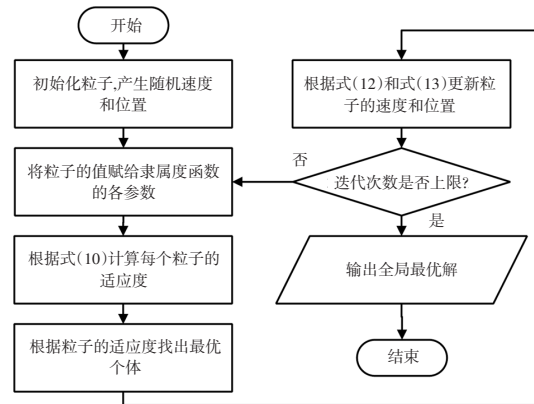 开始
初始化粒子,产生随机速度
和位置
将粒子的值赋给隶属度函数
的各参数
根据式(10)计算每个粒子的
适应度
根据粒子的适应度找出最优
个体
根据式(12)和式(13)更新粒
子的速度和位置
否
迭代次数是否上限?
是
输出全局最优解
结束